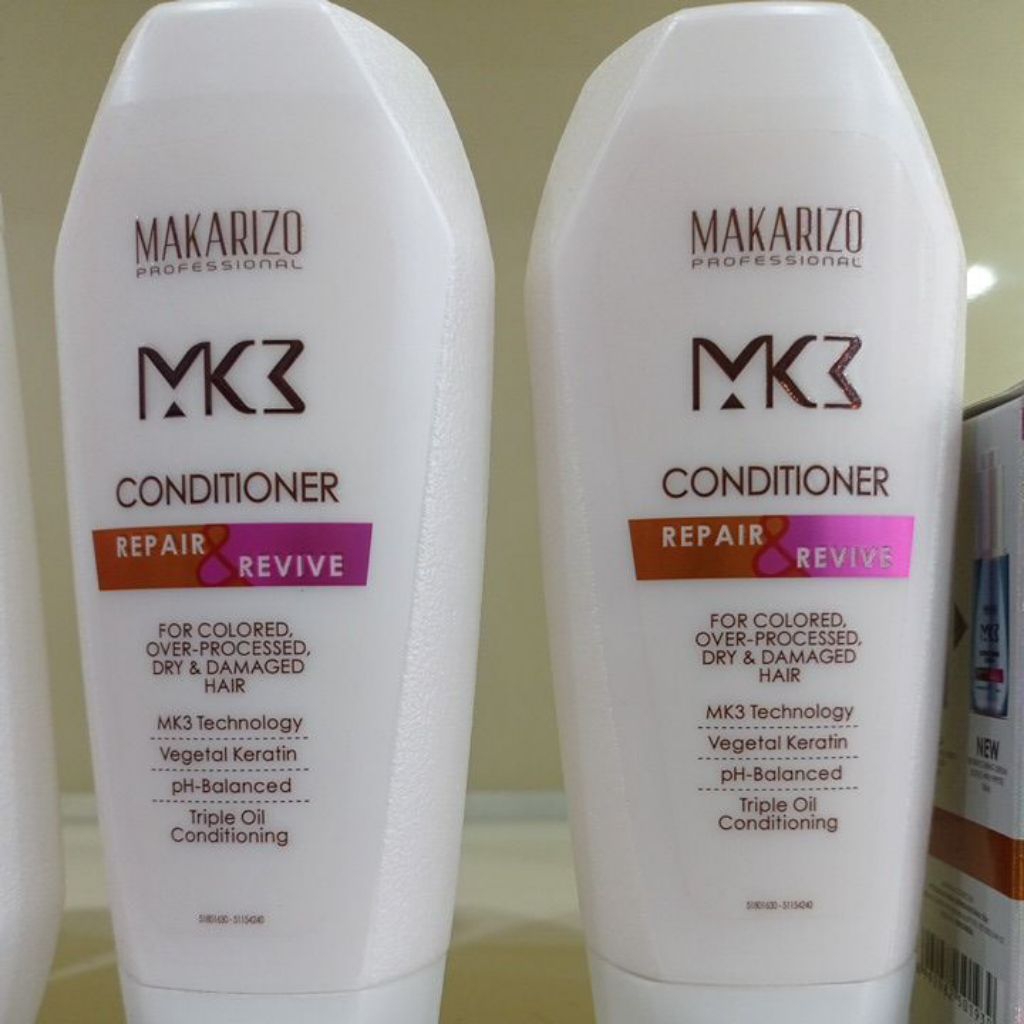 MAKARIZO
PROFESSIONAL
MK3
CONDITIONER
REPAIR &
REVIVE
FOR COLORED,
OVER-PROCESSED,
DRY & DAMAGED
HAIR
MK3 Technology
Vegetal Keratin
pH-Balanced
Triple Oil
Conditioning
MAKARIZO
PROFESSIONAL
MK3
CONDITIONER
REPAIR &
REVIVE
FOR COLORED,
OVER-PROCESSED,
DRY & DAMAGED
HAIR
MK3 Technology
Vegetal Keratin
pH-Balanced
Triple Oil
Conditioning
MK3
NEW